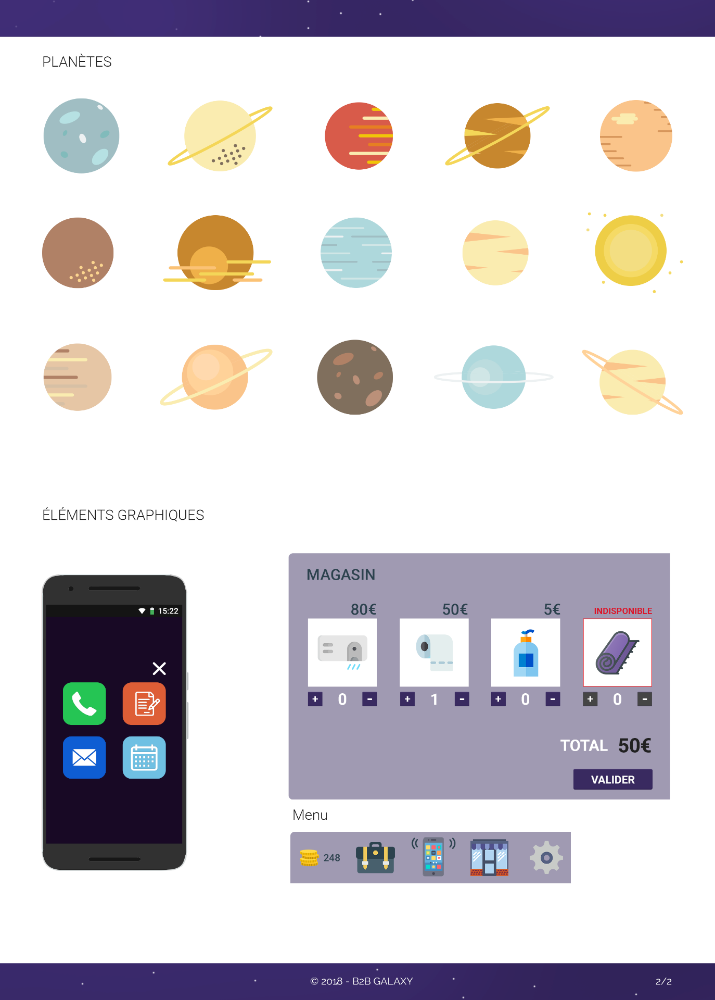 PLANÈTES
ÉLÉMENTS GRAPHIQUES
15:22
MAGASIN
80€ 50€ 5€ INDISPONIBLE
+ 0 - + 1 - + 0 - + 0 -
TOTAL 50€
VALIDER
Menu
248
© 2018 - B2B GALAXY 2/2